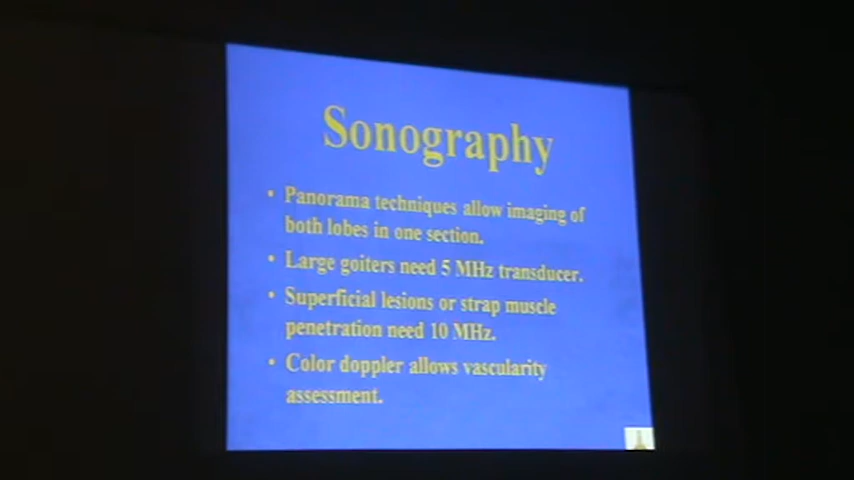 Sonography
• Panorama techniques allow imaging of
both lobes in one section.
• Large goiters need 5 MHz transducer.
• Superficial lesions or strap muscle
penetration need 10 MHz.
• Color doppler allows vascularity
assessment.